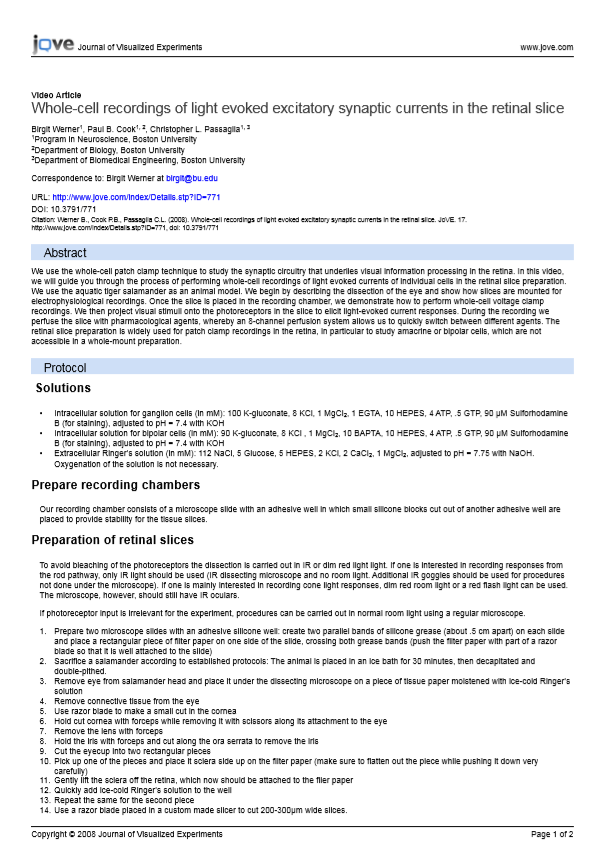 jove Journal of Visualized Experiments www.jove.com
Video Article
Whole-cell recordings of light evoked excitatory synaptic currents in the retinal slice
Birgit Werner1, Paul B. Cook1, 2, Christopher L. Passaglia1, 3
1Program in Neuroscience, Boston University
2Department of Biology, Boston University
3Department of Biomedical Engineering, Boston University
Correspondence to: Birgit Werner at birgit@bu.edu
URL: http://www.jove.com/index/Details.stp?ID=771
DOI: 10.3791/771
Citation: Werner B., Cook P.B., Passaglia C.L. (2008). Whole-cell recordings of light evoked excitatory synaptic currents in the retinal slice. JoVE. 17.
http://www.jove.com/index/Details.stp?ID=771, doi: 10.3791/771
Abstract
We use the whole-cell patch clamp technique to study the synaptic circuitry that underlies visual information processing in the retina. In this video,
we will guide you through the process of performing whole-cell recordings of light evoked currents of individual cells in the retinal slice preparation.
We use the aquatic tiger salamander as an animal model. We begin by describing the dissection of the eye and show how slices are mounted for
electrophysiological recordings. Once the slice is placed in the recording chamber, we demonstrate how to perform whole-cell voltage clamp
recordings. We then project visual stimuli onto the photoreceptors in the slice to elicit light-evoked current responses. During the recording we
perfuse the slice with pharmacological agents, whereby an 8-channel perfusion system allows us to quickly switch between different agents. The
retinal slice preparation is widely used for patch clamp recordings in the retina, in particular to study amacrine or bipolar cells, which are not
accessible in a whole-mount preparation.
Protocol
Solutions
• Intracellular solution for ganglion cells (in mM): 100 K-gluconate, 8 KCl, 1 MgCl2, 1 EGTA, 10 HEPES, 4 ATP, .5 GTP, 90 µM Sulforhodamine
B (for staining), adjusted to pH = 7.4 with KOH
• Intracellular solution for bipolar cells (in mM): 90 K-gluconate, 8 KCl , 1 MgCl2, 10 BAPTA, 10 HEPES, 4 ATP, .5 GTP, 90 µM Sulforhodamine
B (for staining), adjusted to pH = 7.4 with KOH
• Extracellular Ringer's solution (in mM): 112 NaCl, 5 Glucose, 5 HEPES, 2 KCl, 2 CaCl2, 1 MgCl2, adjusted to pH = 7.75 with NaOH.
Oxygenation of the solution is not necessary.
Prepare recording chambers
Our recording chamber consists of a microscope slide with an adhesive well in which small silicone blocks cut out of another adhesive well are
placed to provide stability for the tissue slices.
Preparation of retinal slices
To avoid bleaching of the photoreceptors the dissection is carried out in IR or dim red light light. If one is interested in recording responses from
the rod pathway, only IR light should be used (IR dissecting microscope and no room light. Additional IR goggles should be used for procedures
not done under the microscope). If one is mainly interested in recording cone light responses, dim red room light or a red flash light can be used.
The microscope, however, should still have IR oculars.
If photoreceptor input is irrelevant for the experiment, procedures can be carried out in normal room light using a regular microscope.
1. Prepare two microscope slides with an adhesive silicone well: create two parallel bands of silicone grease (about .5 cm apart) on each slide
and place a rectangular piece of filter paper on one side of the slide, crossing both grease bands (push the filter paper with part of a razor
blade so that it is well attached to the slide)
2. Sacrifice a salamander according to established protocols: The animal is placed in an ice bath for 30 minutes, then decapitated and
double-pithed.
3. Remove eye from salamander head and place it under the dissecting microscope on a piece of tissue paper moistened with ice-cold Ringer's
solution
4. Remove connective tissue from the eye
5. Use razor blade to make a small cut in the cornea
6. Hold cut cornea with forceps while removing it with scissors along its attachment to the eye
7. Remove the lens with forceps
8. Hold the iris with forceps and cut along the ora serrata to remove the iris
9. Cut the eyecup into two rectangular pieces
10. Pick up one of the pieces and place it sclera side up on the filter paper (make sure to flatten out the piece while pushing it down very
carefully)
11. Gently lift the sclera off the retina, which now should be attached to the filer paper
12. Quickly add ice-cold Ringer's solution to the well
13. Repeat the same for the second piece
14. Use a razor blade placed in a custom made slicer to cut 200-300µm wide slices.
Copyright © 2008 Journal of Visualized Experiments Page 1 of 2